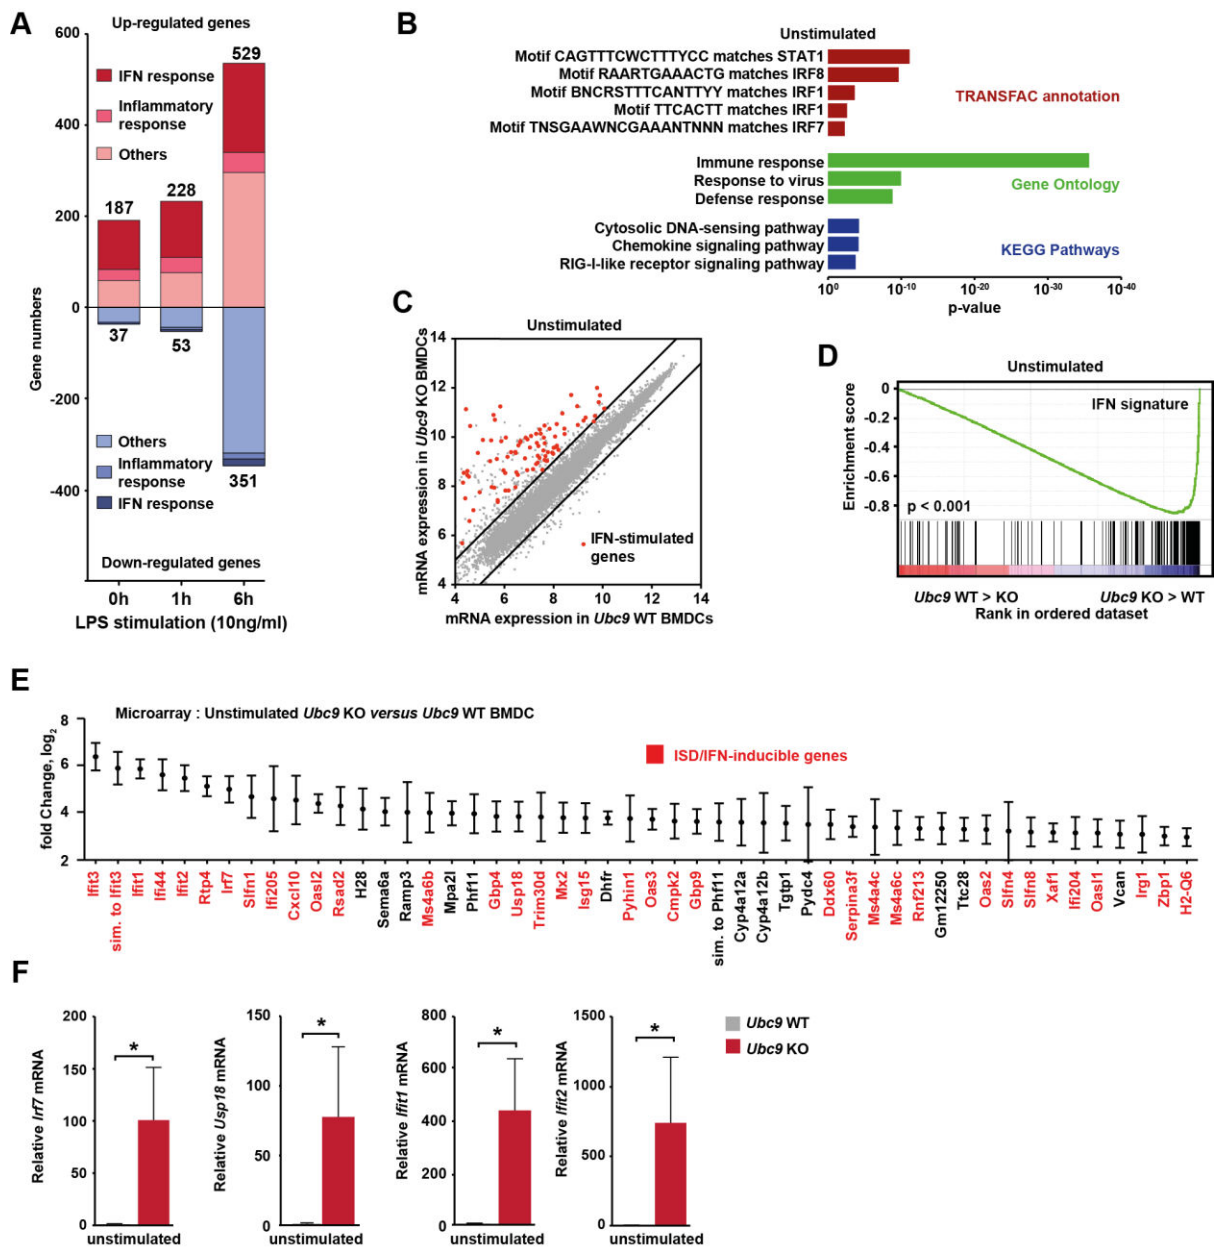 A
Up-regulated genes
600
400
200
0
-200
-400
Gene numbers
529
IFN response
Inflammatory
response
Others
187
228
37
53
Others
Inflammatory
response
IFN response
351
Down-regulated genes
0h 1h 6h
LPS stimulation (10ng/ml)
B
Unstimulated
Motif CAGTTTCWCTTTYCC matches STAT1
Motif RAARTGAAACTG matches IRF8
Motif BNCRSTTTCANTTYY matches IRF1
Motif TTCACTT matches IRF1
Motif TNSGAAWNCGAAANTNNN matches IRF7
TRANSFAC annotation
Immune response
Response to virus
Defense response
Gene Ontology
Cytosolic DNA-sensing pathway
Chemokine signaling pathway
RIG-I-like receptor signaling pathway
KEGG Pathways
10⁰ 10⁻¹⁰ 10⁻²⁰ 10⁻³⁰ 10⁻⁴⁰
p-value
C
Unstimulated
14
12
10
8
6
4
mRNA expression in Ubc9 KO BMDCs
IFN-stimulated
genes
4 6 8 10 12 14
mRNA expression in Ubc9 WT BMDCs
D
Unstimulated
0
-0.2
-0.4
-0.6
-0.8
Enrichment score
IFN signature
p < 0.001
Ubc9 WT > KO Ubc9 KO > WT
Rank in ordered dataset
E
Microarray : Unstimulated Ubc9 KO versus Ubc9 WT BMDC
8
6
4
2
fold Change, log₂
ISD/IFN-inducible genes
Ifit3
sim. to Ifit3
Ifit1
Ifi44
Ifit2
Rtp4
Irf7
Slfn1
Ifi205
Cxcl10
Oasl2
Rsad2
H28
Sema6a
Ramp3
Ms4a6b
Mpa2l
Phf11
Gbp4
Usp18
Trim30d
Mx2
Isg15
Dhfr
Pyhin1
Oas3
Cmpk2
Gbp9
sim. to Phf11
Cyp4a12a
Cyp4a12b
Tgtp1
Pydc4
Ddx60
Serpina3f
Ms4a4c
Ms4a6c
Rnf213
Gm12250
Ttc28
Oas2
Slfn4
Slfn8
Xaf1
Ifi204
Oasl1
Vcan
Irg1
Zbp1
H2-Q6
F
200
150
100
50
0
Relative Irf7 mRNA
*
unstimulated
150
100
50
0
Relative Usp18 mRNA
*
unstimulated
800
600
400
200
0
Relative Ifit1 mRNA
*
unstimulated
1500
1000
500
0
Relative Ifit2 mRNA
*
unstimulated
Ubc9 WT
Ubc9 KO